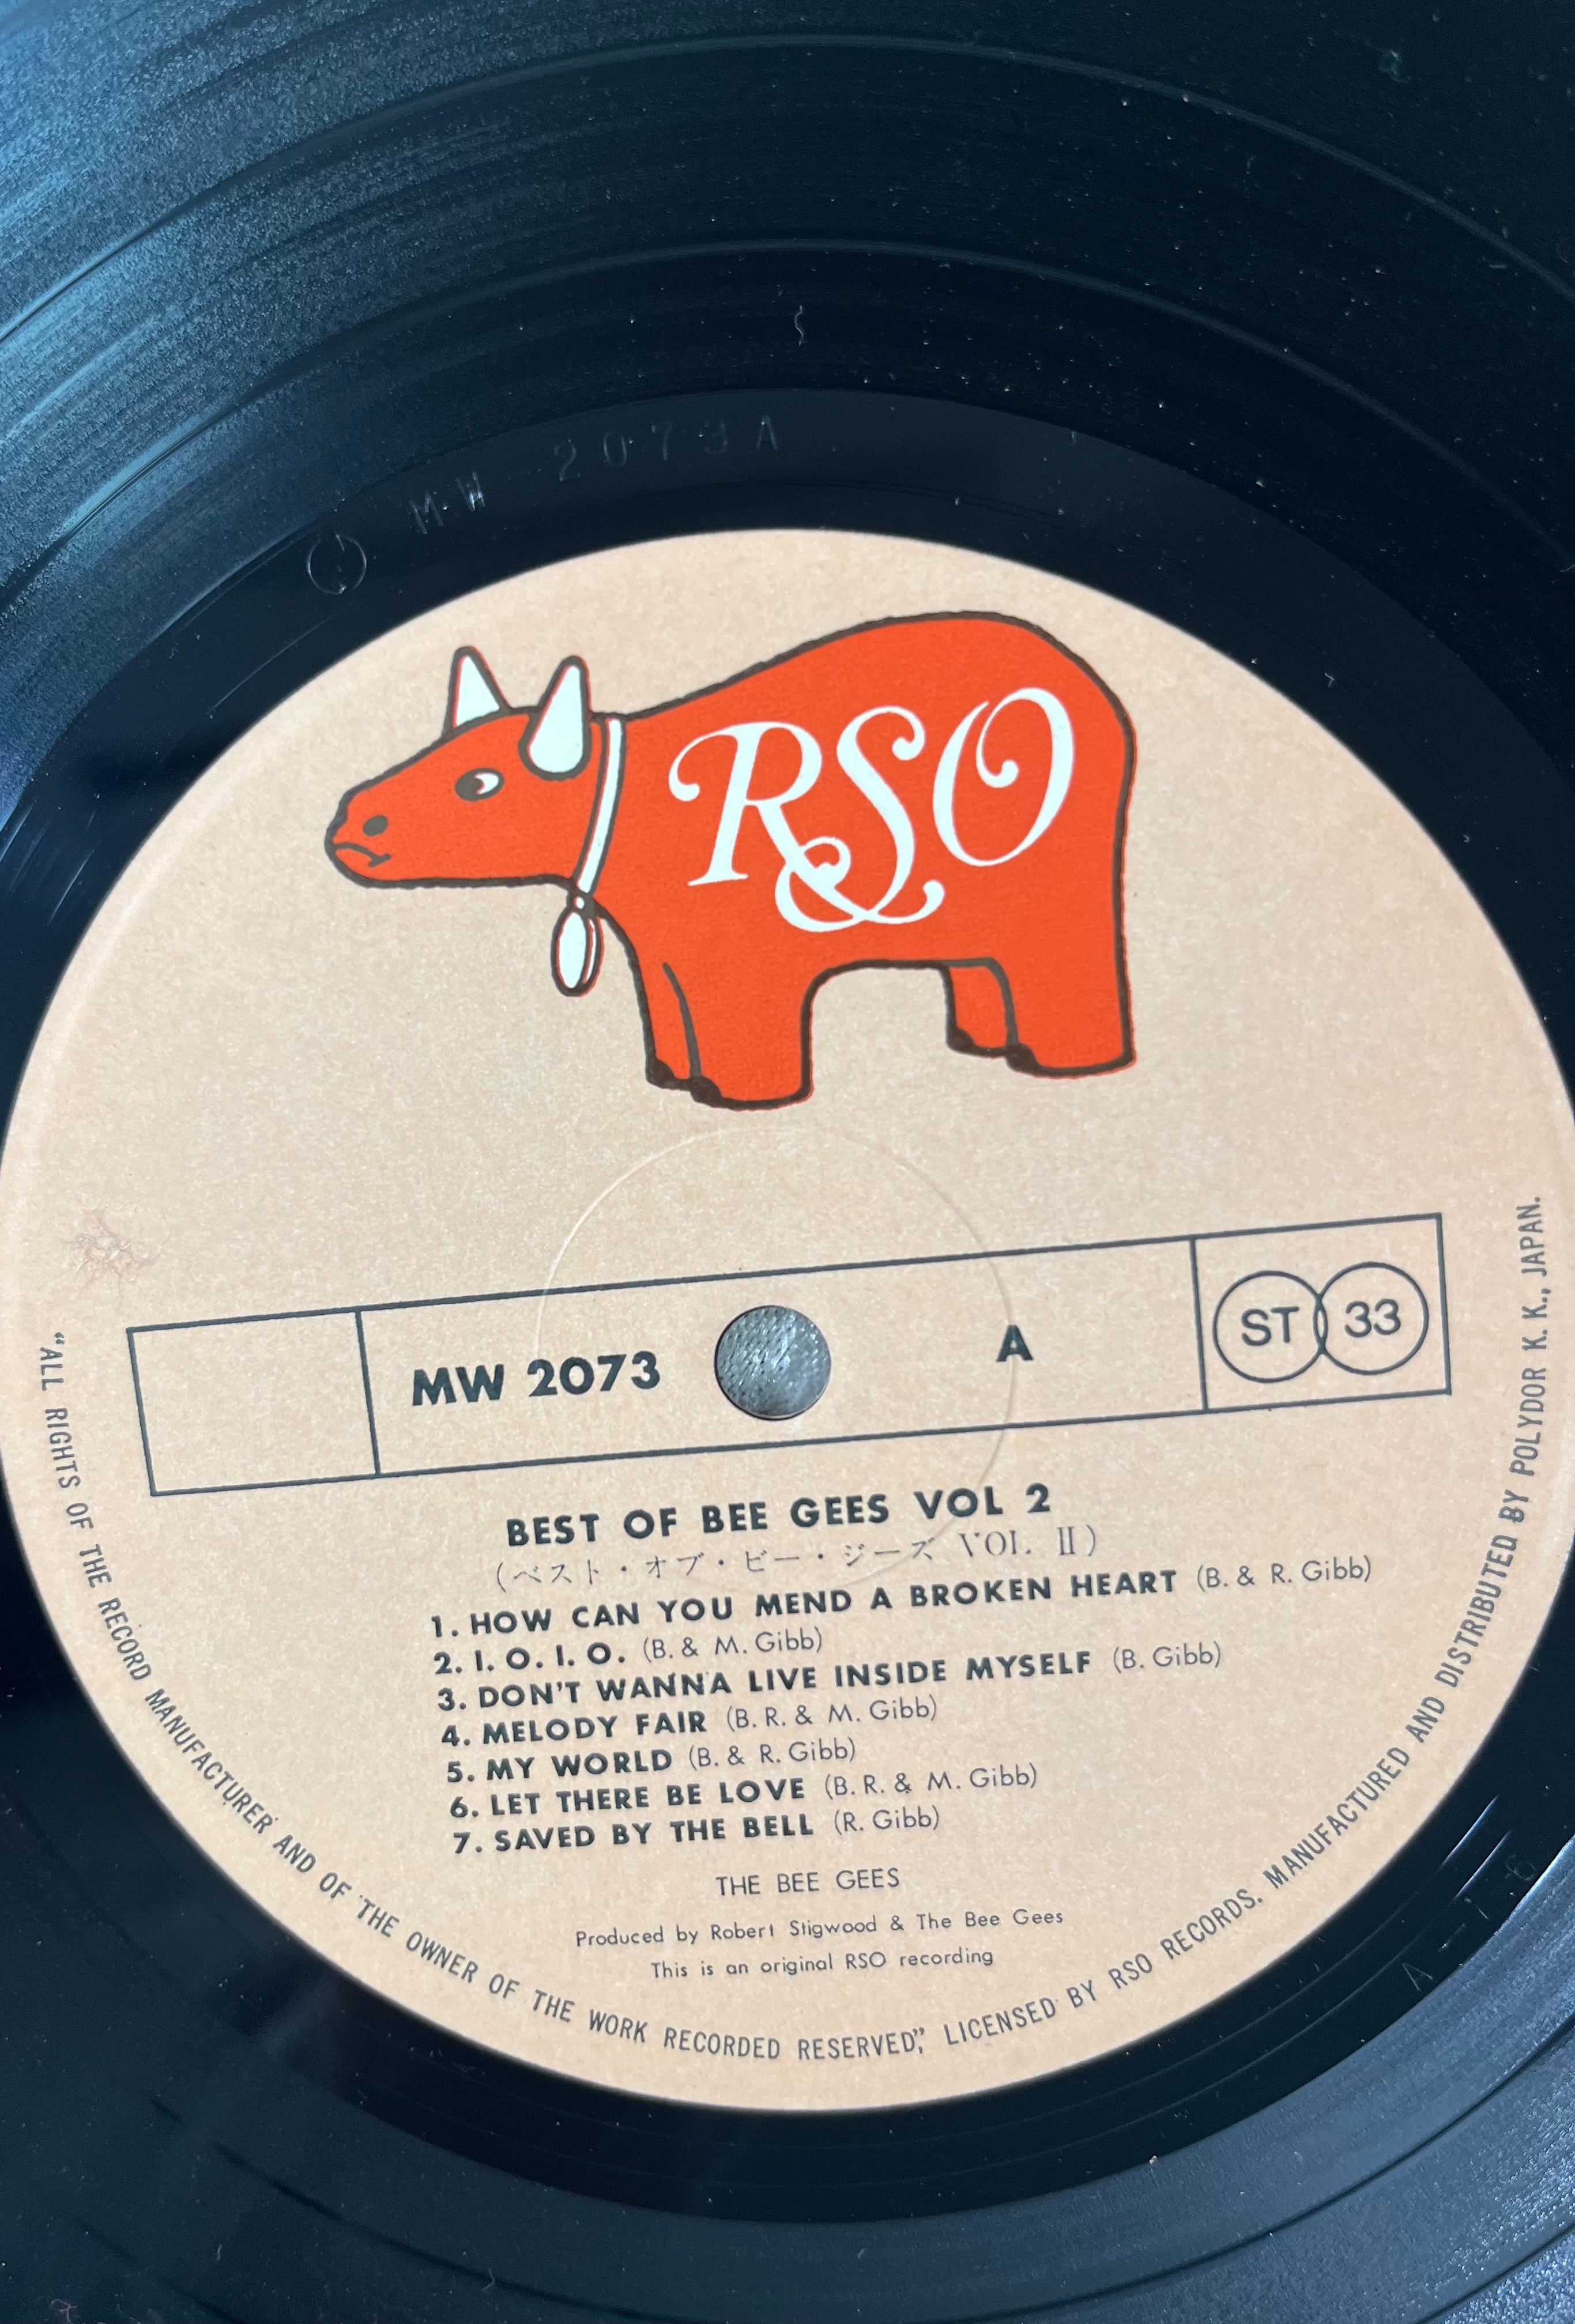 MW 2073A
RSO
MW 2073 A ST 33
BEST OF BEE GEES VOL 2
(ベスト・オブ・ビー・ジーズ VOL. II)
1. HOW CAN YOU MEND A BROKEN HEART (B. & R. Gibb)
2. I. O. I. O. (B. & M. Gibb)
3. DON'T WANNA LIVE INSIDE MYSELF (B. Gibb)
4. MELODY FAIR (B. R. & M. Gibb)
5. MY WORLD (B. & R. Gibb)
6. LET THERE BE LOVE (B. R. & M. Gibb)
7. SAVED BY THE BELL (R. Gibb)
THE BEE GEES
Produced by Robert Stigwood & The Bee Gees
This is an original RSO recording
"ALL RIGHTS OF THE RECORD MANUFACTURER AND OF THE OWNER OF THE WORK RECORDED RESERVED", LICENSED BY RSO RECORDS. MANUFACTURED AND DISTRIBUTED BY POLYDOR K. K., JAPAN.